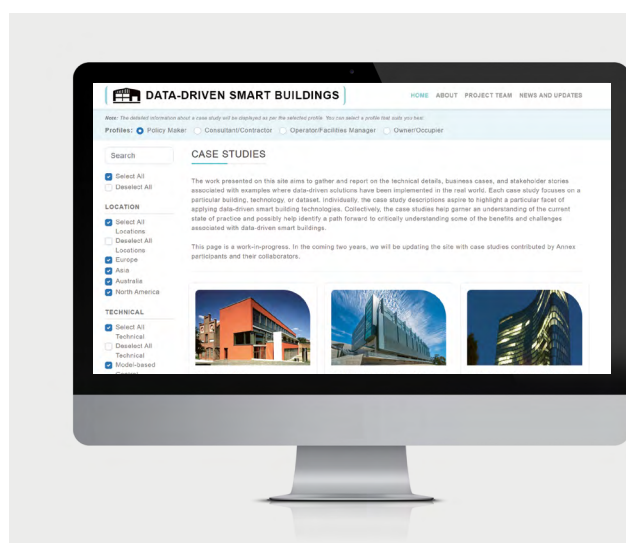 DATA-DRIVEN SMART BUILDINGS
HOME ABOUT PROJECT TEAM NEWS AND UPDATES
Note: The detailed information about a case study will be displayed as per the selected profile. You can select a profile that suits you best.
Profiles: Policy Maker Consultant/Contractor Operator/Facilities Manager Owner/Occupier
Search
Select All
Deselect All
LOCATION
Select All
Locations
Deselect All
Locations
Europe
Asia
Australia
North America
TECHNICAL
Select All
Technical
Deselect All
Technical
Model-based
Control
CASE STUDIES
The work presented on this site aims to gather and report on the technical details, business cases, and stakeholder stories
associated with examples where data-driven solutions have been implemented in the real world. Each case study focuses on a
particular building, technology, or dataset. Individually, the case study descriptions aspire to highlight a particular facet of
applying data-driven smart building technologies. Collectively, the case studies help garner an understanding of the current
state of practice and possibly help identify a path forward to critically understanding some of the benefits and challenges
associated with data-driven smart buildings.
This page is a work-in-progress. In the coming two years, we will be updating the site with case studies contributed by Annex
participants and their collaborators.